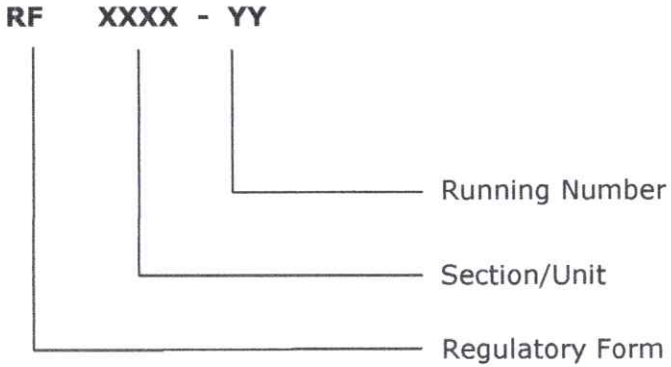 RF XXXX - YY
Running Number
Section/Unit
Regulatory Form